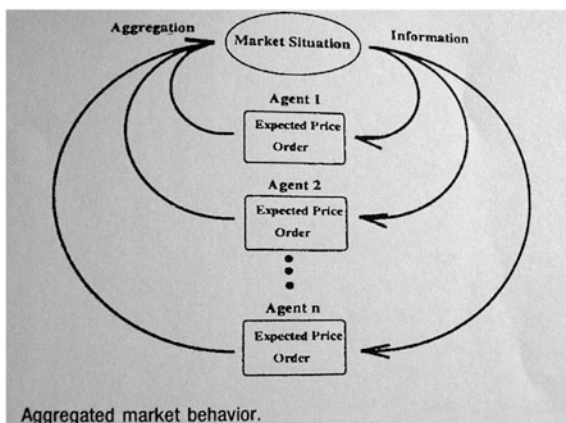 Aggregation
Market Situation
Information
Agent 1
Expected Price
Order
Agent 2
Expected Price
Order
Agent n
Expected Price
Order
Aggregated market behavior.